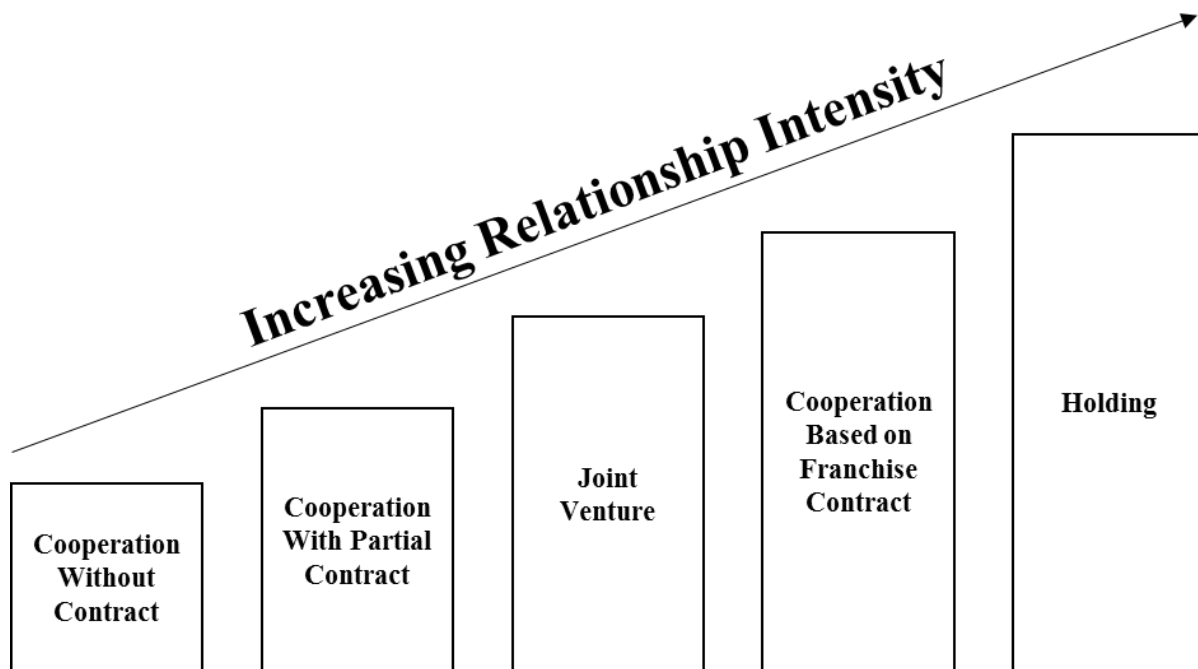 Increasing Relationship Intensity
Cooperation
Without
Contract
Cooperation
With Partial
Contract
Joint
Venture
Cooperation
Based on
Franchise
Contract
Holding